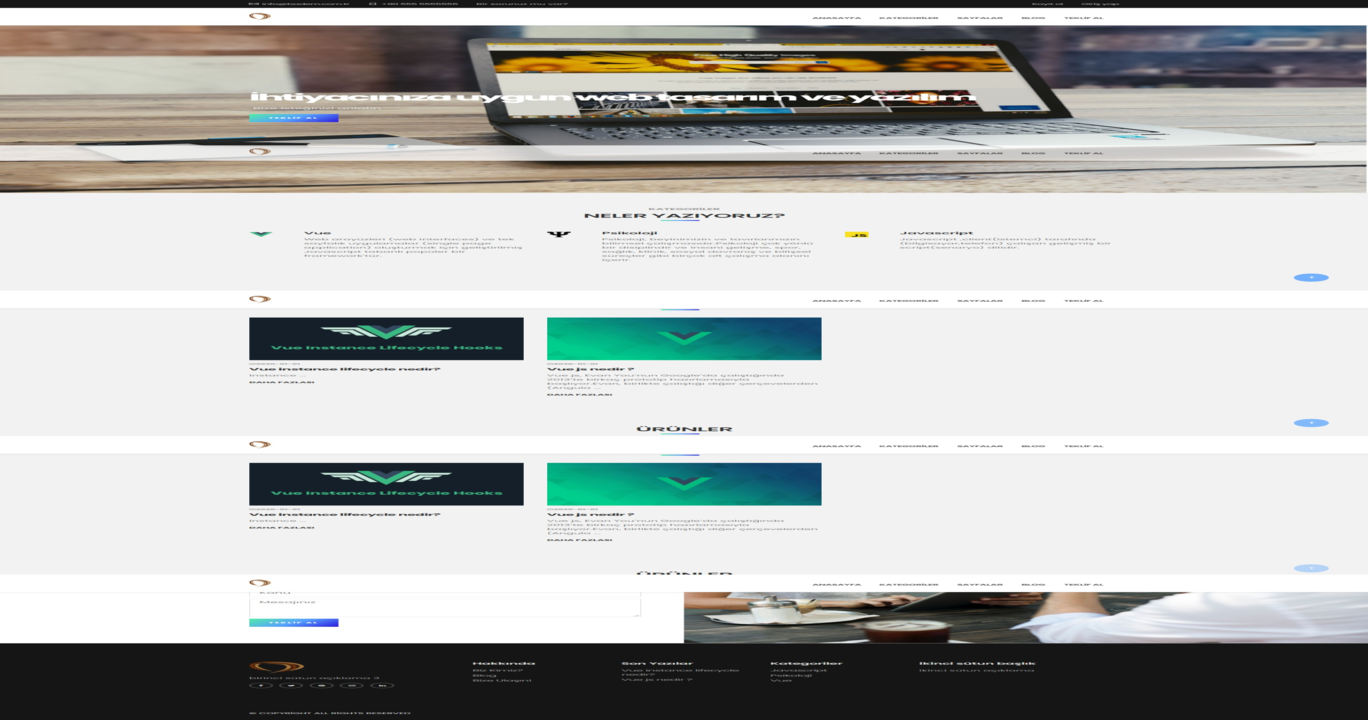 Bir sorunuz mu var?
Kayıt ol
Giriş yap
ANASAYFA KATEGORİLER SAYFALAR BLOG TEKLİF AL
İhtiyacınıza uygun web tasarım ve yazılım
TEKLİF AL
ANASAYFA KATEGORİLER SAYFALAR BLOG TEKLİF AL
KATEGORİLER
NELER YAZIYORUZ?
Vue
Web arayüzleri (web interfaces) ve tek
sayfalık uygulamalar (single page
application) oluşturmak için geliştirilmiş
Javascript tabanlı popüler bir
framework'tür.
Psikoloji
Psikoloji, beynimizin ve tavırlarımızın
bilimsel çalışmasıdır.Psikoloji çok yönlü
bir disiplindir ve insani gelişme, spor,
sağlık, klinik, sosyal davranış ve bilişsel
süreçler gibi birçok alt çalışma alanını
içerir.
JS
Javascript
Javascript ,client(istemci) tarafında
(bilgisayar,telefon) çalışan gelişmiş bir
script(senaryo) dilidir.
ANASAYFA KATEGORİLER SAYFALAR BLOG TEKLİF AL
Vue Instance Lifecycle Hooks
Vue instance lifecycle nedir?
Instance ...
DAHA FAZLASI
Vue js nedir ?
Vue js, Evan You'nun Google'da çalıştığında
2013'te birkaç prototip hazırlamasıyla
başlıyor.Evan, birlikte çalıştığı diğer çerçevelerden
(Angula ...
DAHA FAZLASI
ÜRÜNLER
ANASAYFA KATEGORİLER SAYFALAR BLOG TEKLİF AL
Vue Instance Lifecycle Hooks
Vue instance lifecycle nedir?
Instance ...
DAHA FAZLASI
Vue js nedir ?
Vue js, Evan You'nun Google'da çalıştığında
2013'te birkaç prototip hazırlamasıyla
başlıyor.Evan, birlikte çalıştığı diğer çerçevelerden
(Angula ...
DAHA FAZLASI
ÜRÜNLER
ANASAYFA KATEGORİLER SAYFALAR BLOG TEKLİF AL
Konu
Mesajınız
TEKLİF AL
birinci sütun açıklama 3
Hakkında
Biz Kimiz?
Blog
Bize Ulaşın!
Son Yazılar
Vue instance lifecycle
nedir?
Vue js nedir ?
Kategoriler
Javascript
Psikoloji
Vue
ikinci sütun başlık
ikinci sütun açıklama
© COPYRIGHT ALL RIGHTS RESERVED